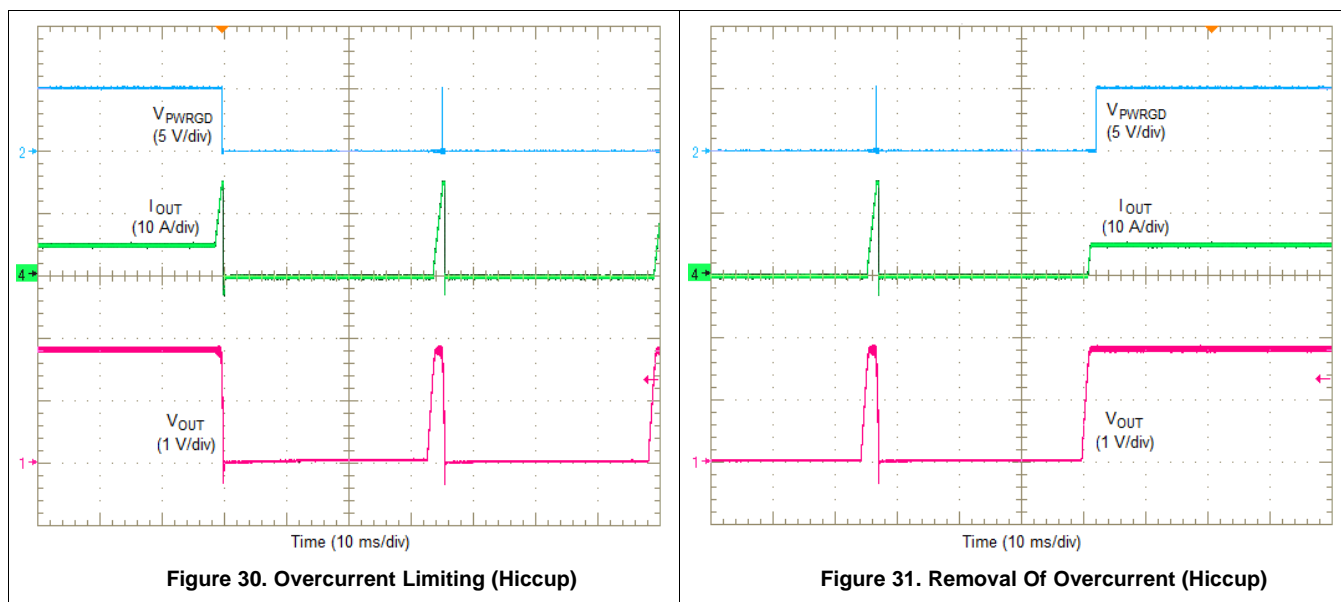 VPWRGD
(5 V/div)
2
IOUT
(10 A/div)
4
VOUT
(1 V/div)
1
Time (10 ms/div)
Figure 30. Overcurrent Limiting (Hiccup)
VPWRGD
(5 V/div)
2
IOUT
(10 A/div)
4
VOUT
(1 V/div)
1
Time (10 ms/div)
Figure 31. Removal Of Overcurrent (Hiccup)